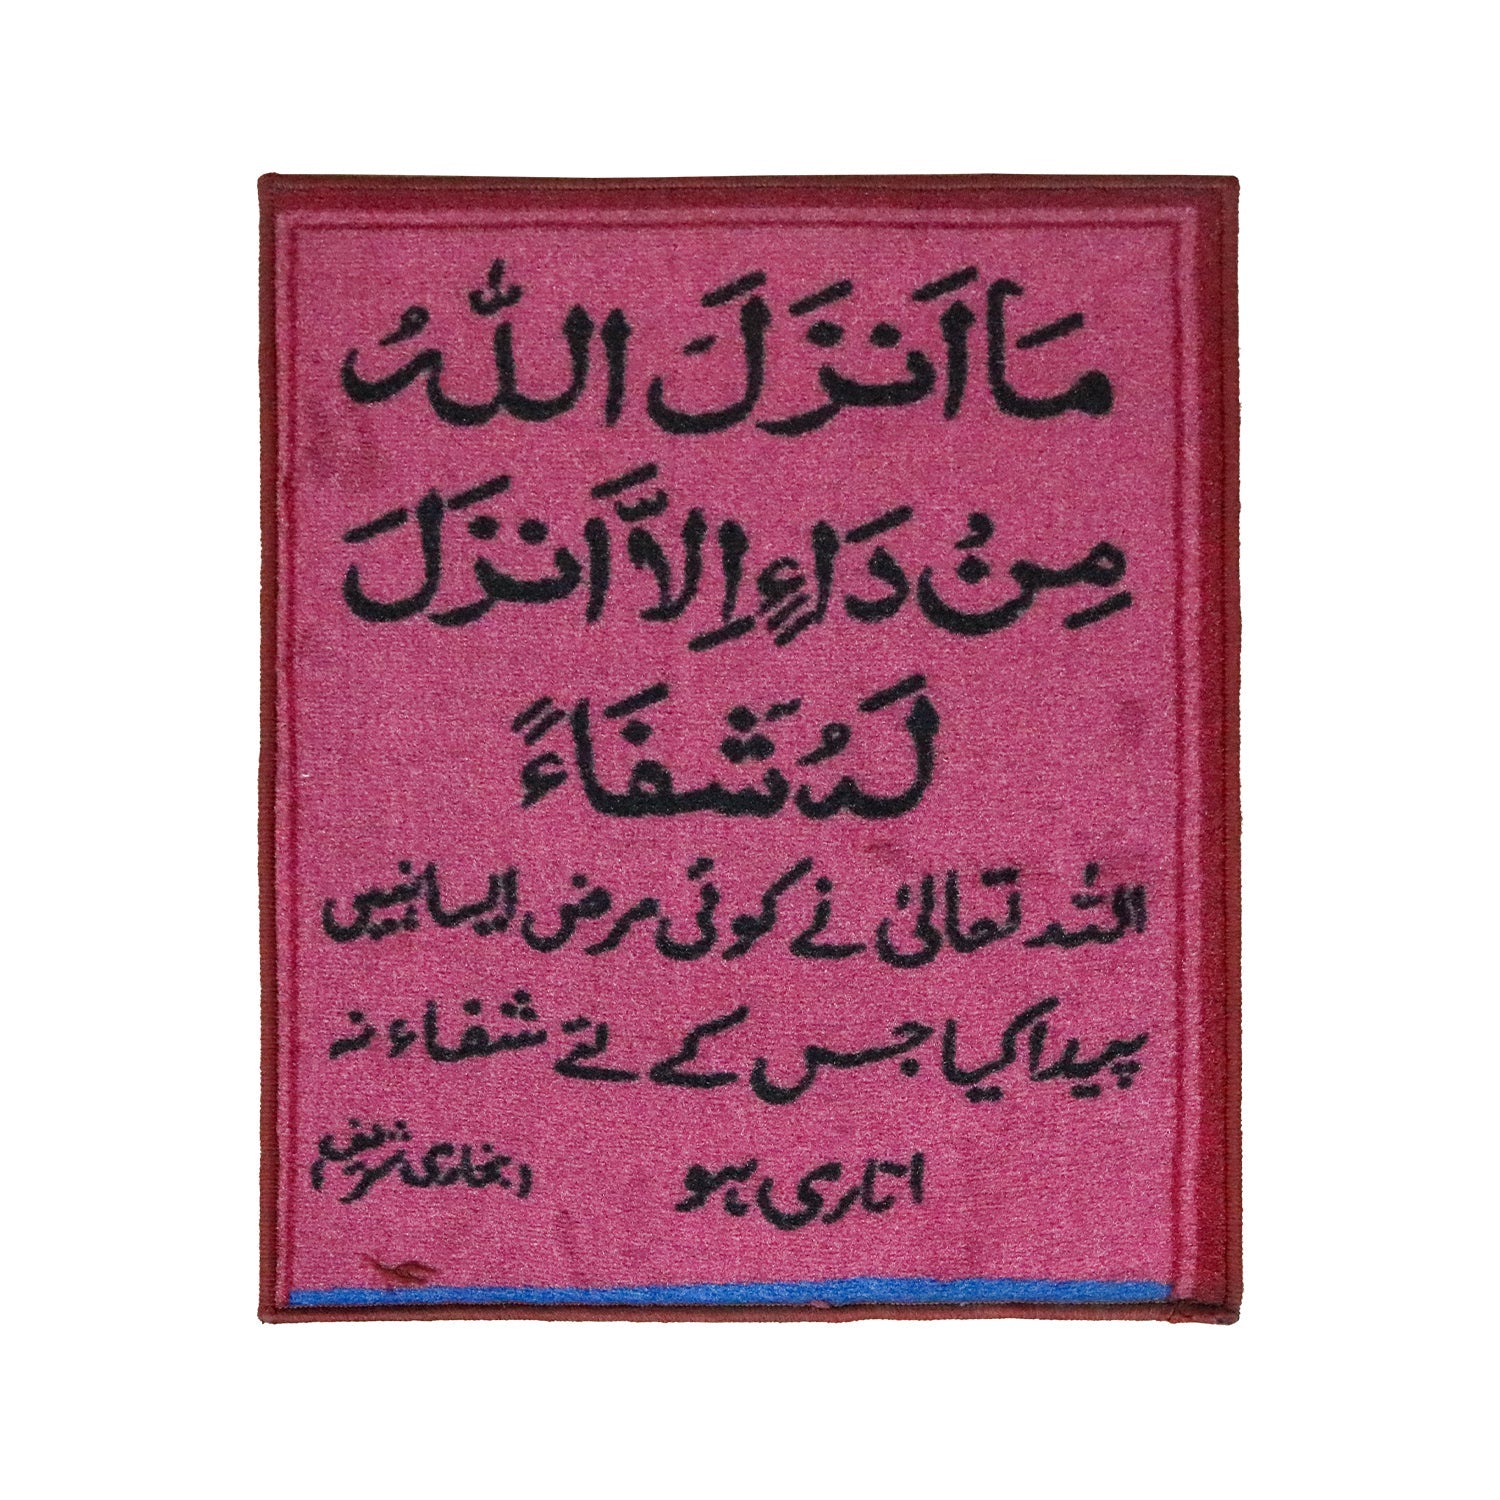 مَا اَنزَلَ اللّٰهُ
مِنْ دَاءٍ اِلَّا اَنزَلَ
لَهُ شَفَاءً
اللہ تعالیٰ نے کوئی مرض ایسا نہیں
پیدا کیا جس کے لئے شفاء نہ
اتاری ہو (بخاری شریف)